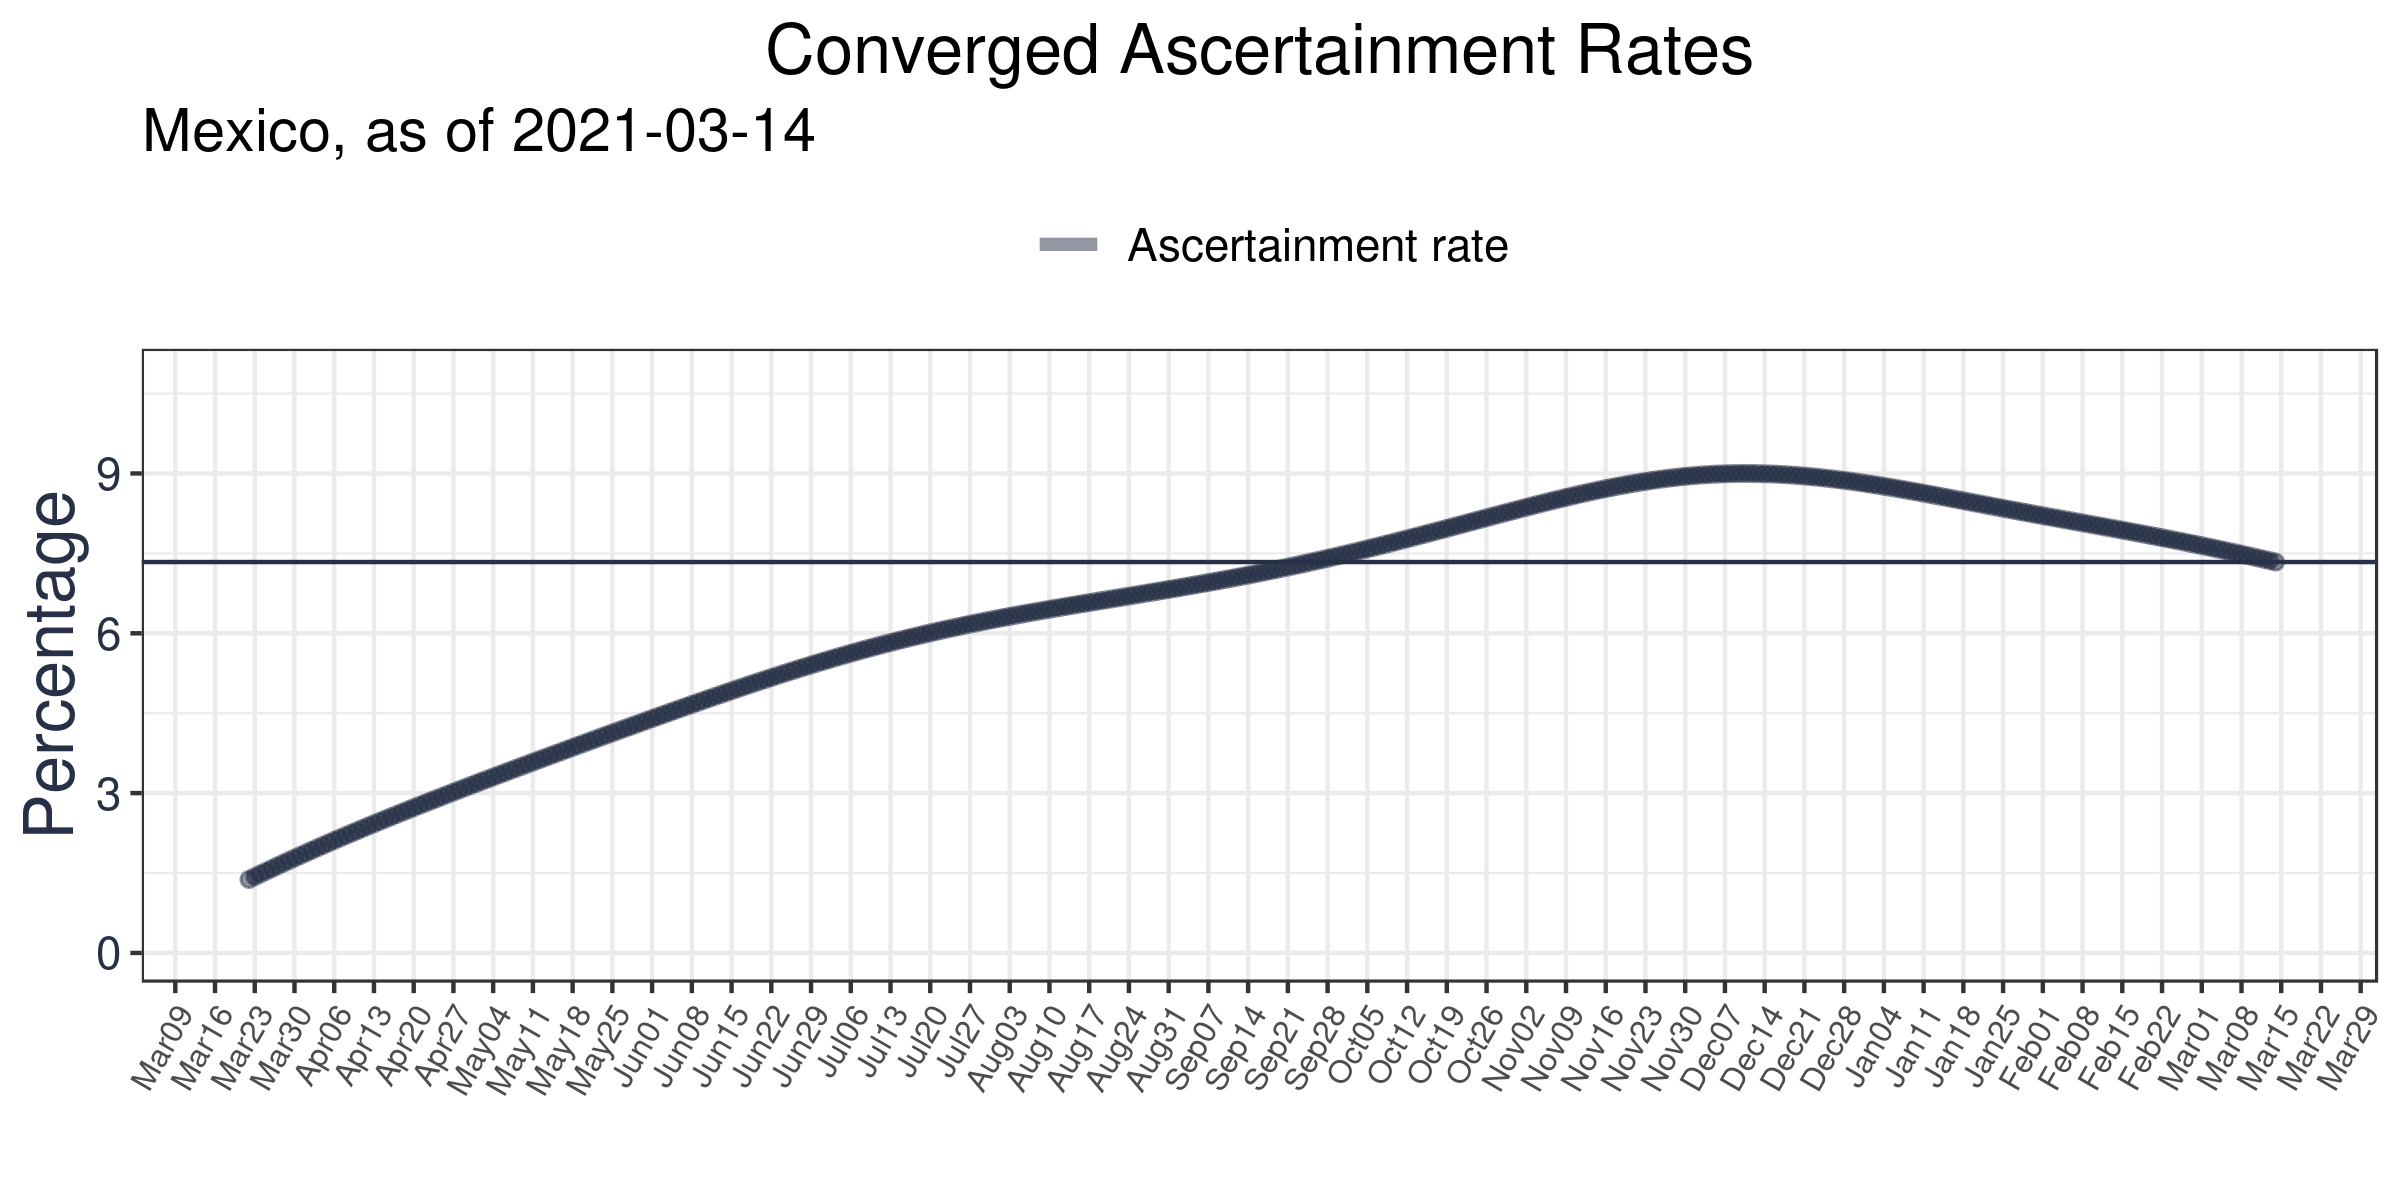 Converged Ascertainment Rates
Mexico, as of 2021-03-14
Ascertainment rate
Percentage
9
6
3
0
Mar09
Mar16
Mar23
Mar30
Apr06
Apr13
Apr20
Apr27
May04
May11
May18
May25
Jun01
Jun08
Jun15
Jun22
Jun29
Jul06
Jul13
Jul20
Jul27
Aug03
Aug10
Aug17
Aug24
Aug31
Sep07
Sep14
Sep21
Sep28
Oct05
Oct12
Oct19
Oct26
Nov02
Nov09
Nov16
Nov23
Nov30
Dec07
Dec14
Dec21
Dec28
Jan04
Jan11
Jan18
Jan25
Feb01
Feb08
Feb15
Feb22
Mar01
Mar08
Mar15
Mar22
Mar29